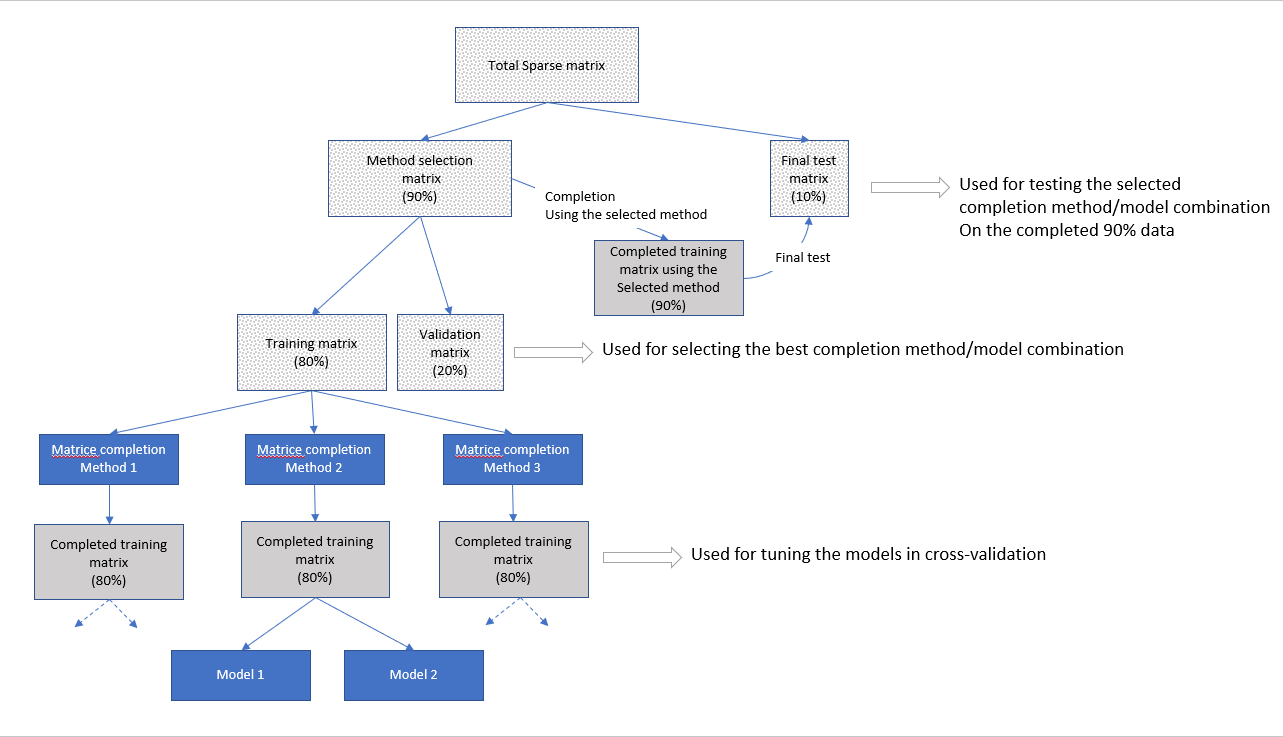 Total Sparse matrix
Method selection
matrix
(90%)
Final test
matrix
(10%)
Used for testing the selected
completion method/model combination
On the completed 90% data
Completion
Using the selected method
Completed training
matrix using the
Selected method
(90%)
Final test
Training matrix
(80%)
Validation
matrix
(20%)
Used for selecting the best completion method/model combination
Matrice completion
Method 1
Matrice completion
Method 2
Matrice completion
Method 3
Completed training
matrix
(80%)
Completed training
matrix
(80%)
Completed training
matrix
(80%)
Used for tuning the models in cross-validation
Model 1
Model 2